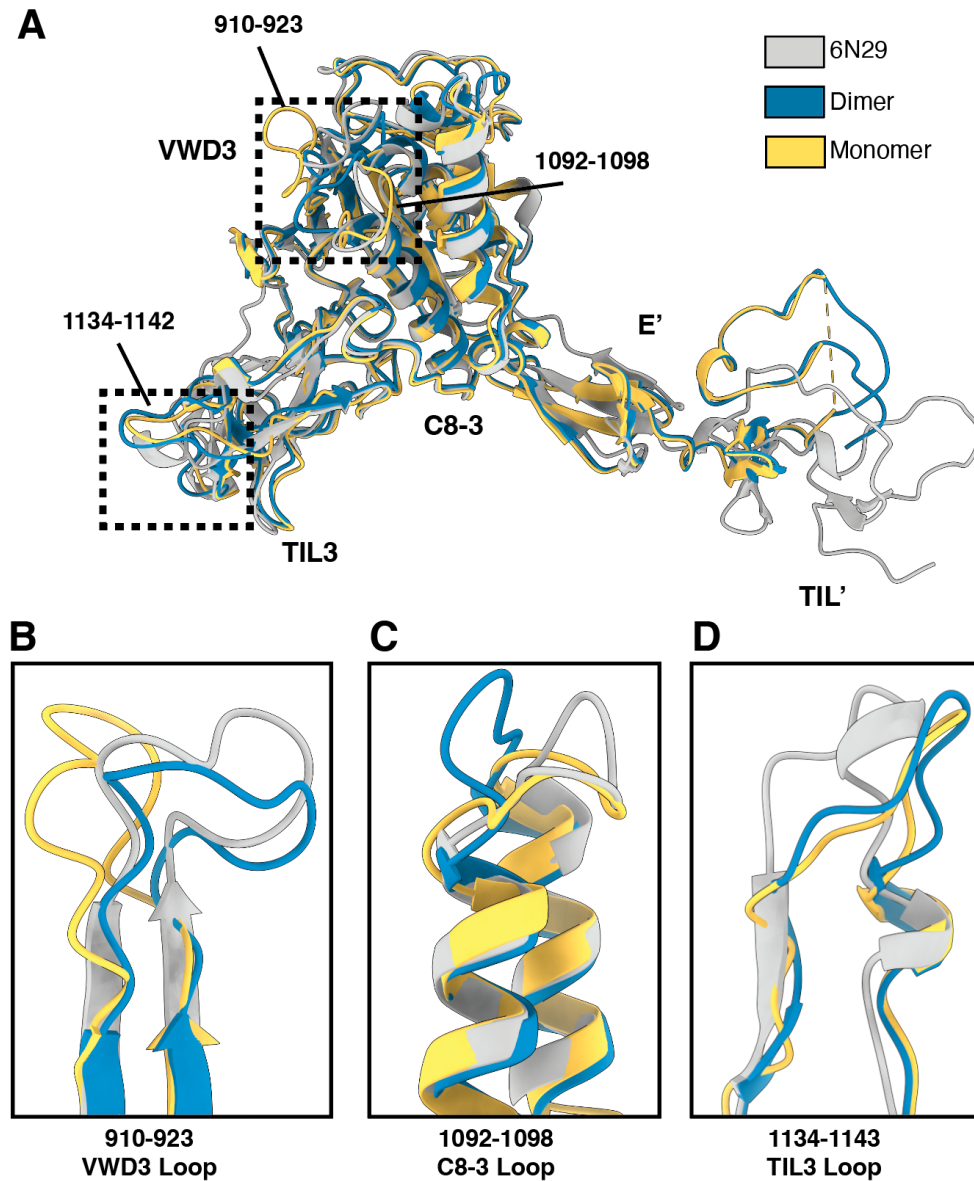 A
910-923
6N29
Dimer
Monomer
VWD3
1092-1098
1134-1142
E’
C8-3
TIL3
TIL’
B
C
D
910-923
VWD3 Loop
1092-1098
C8-3 Loop
1134-1143
TIL3 Loop